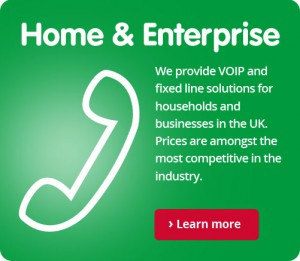 Home & Enterprise
We provide VOIP and
fixed line solutions for
households and
businesses in the UK.
Prices are amongst the
most competitive in the
industry.
› Learn more